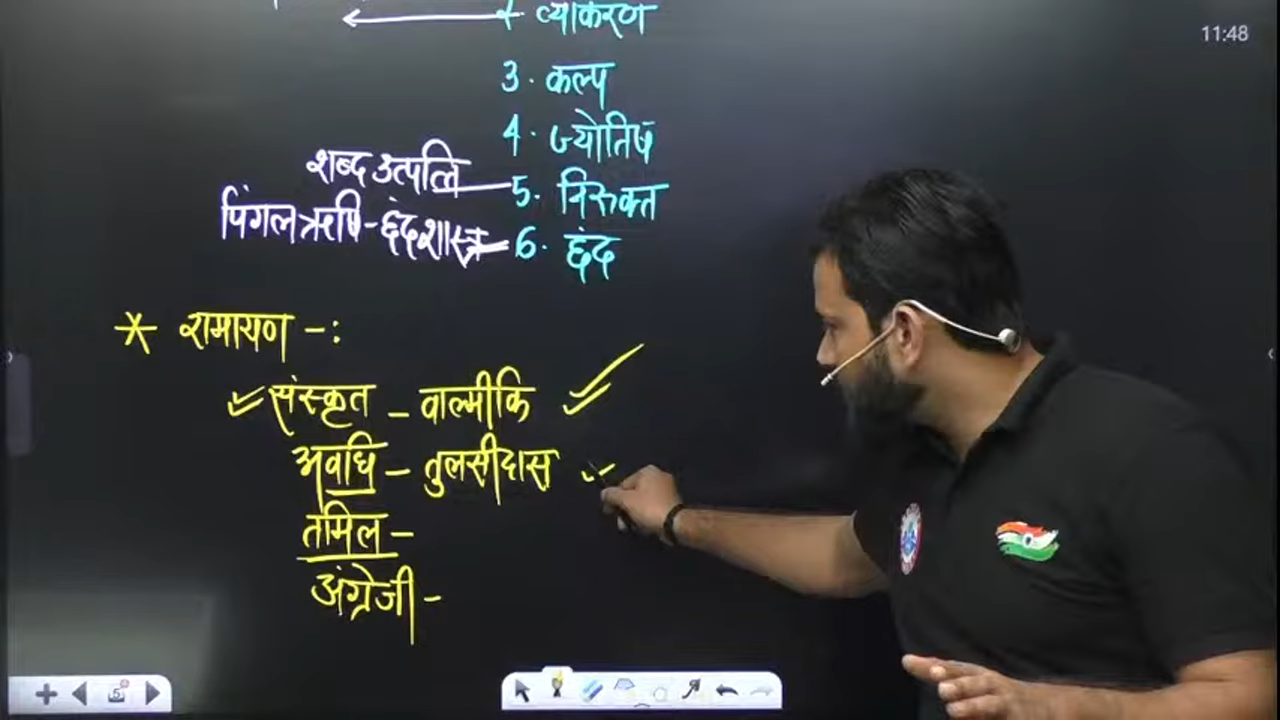 व्याकरण
11:48
3. कल्प
4. ज्योतिष
शब्द उत्पत्ति — 5. निरुक्त
पिंगल ऋषि - छंदशास्त्र — 6. छंद
* रामायण -:
संस्कृत - वाल्मीकि
अवधि - तुलसीदास
तमिल -
अंग्रेजी -